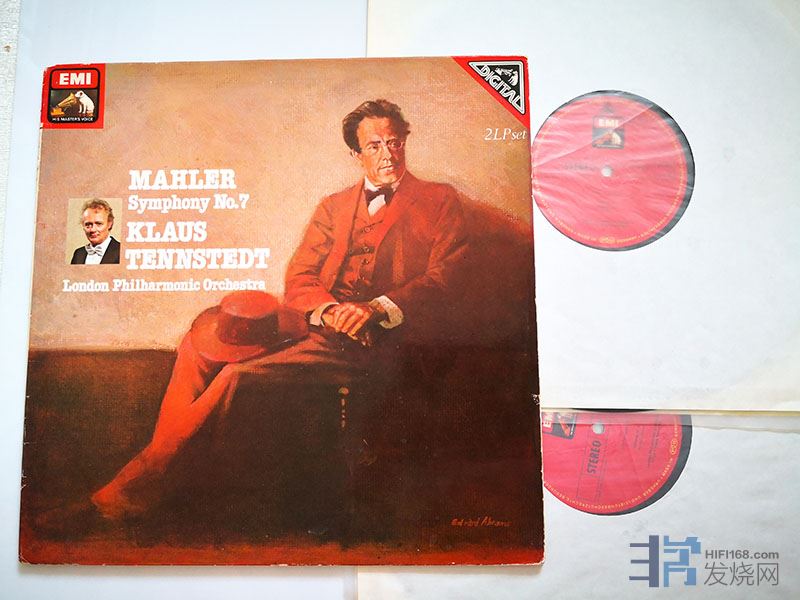 EMI
HIS MASTER'S VOICE
DIGITAL
2LP set
MAHLER
Symphony No.7
KLAUS
TENNSTEDT
London Philharmonic Orchestra
EMI
STEREO
HIFI168.com
发烧网